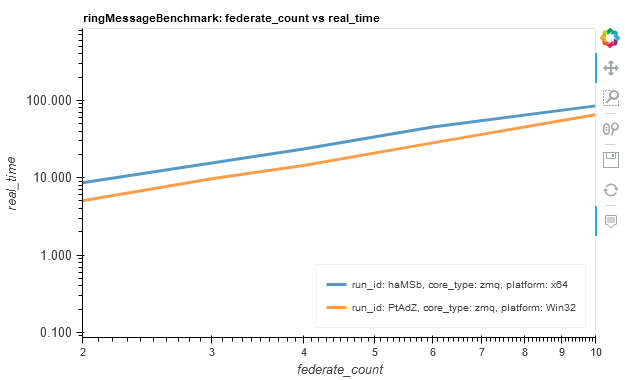 ringMessageBenchmark: federate_count vs real_time
real_time
100.000
10.000
1.000
0.100
run_id: haMSb, core_type: zmq, platform: x64
run_id: PtAdZ, core_type: zmq, platform: Win32
2 3 4 5 6 7 8 9 10
federate_count